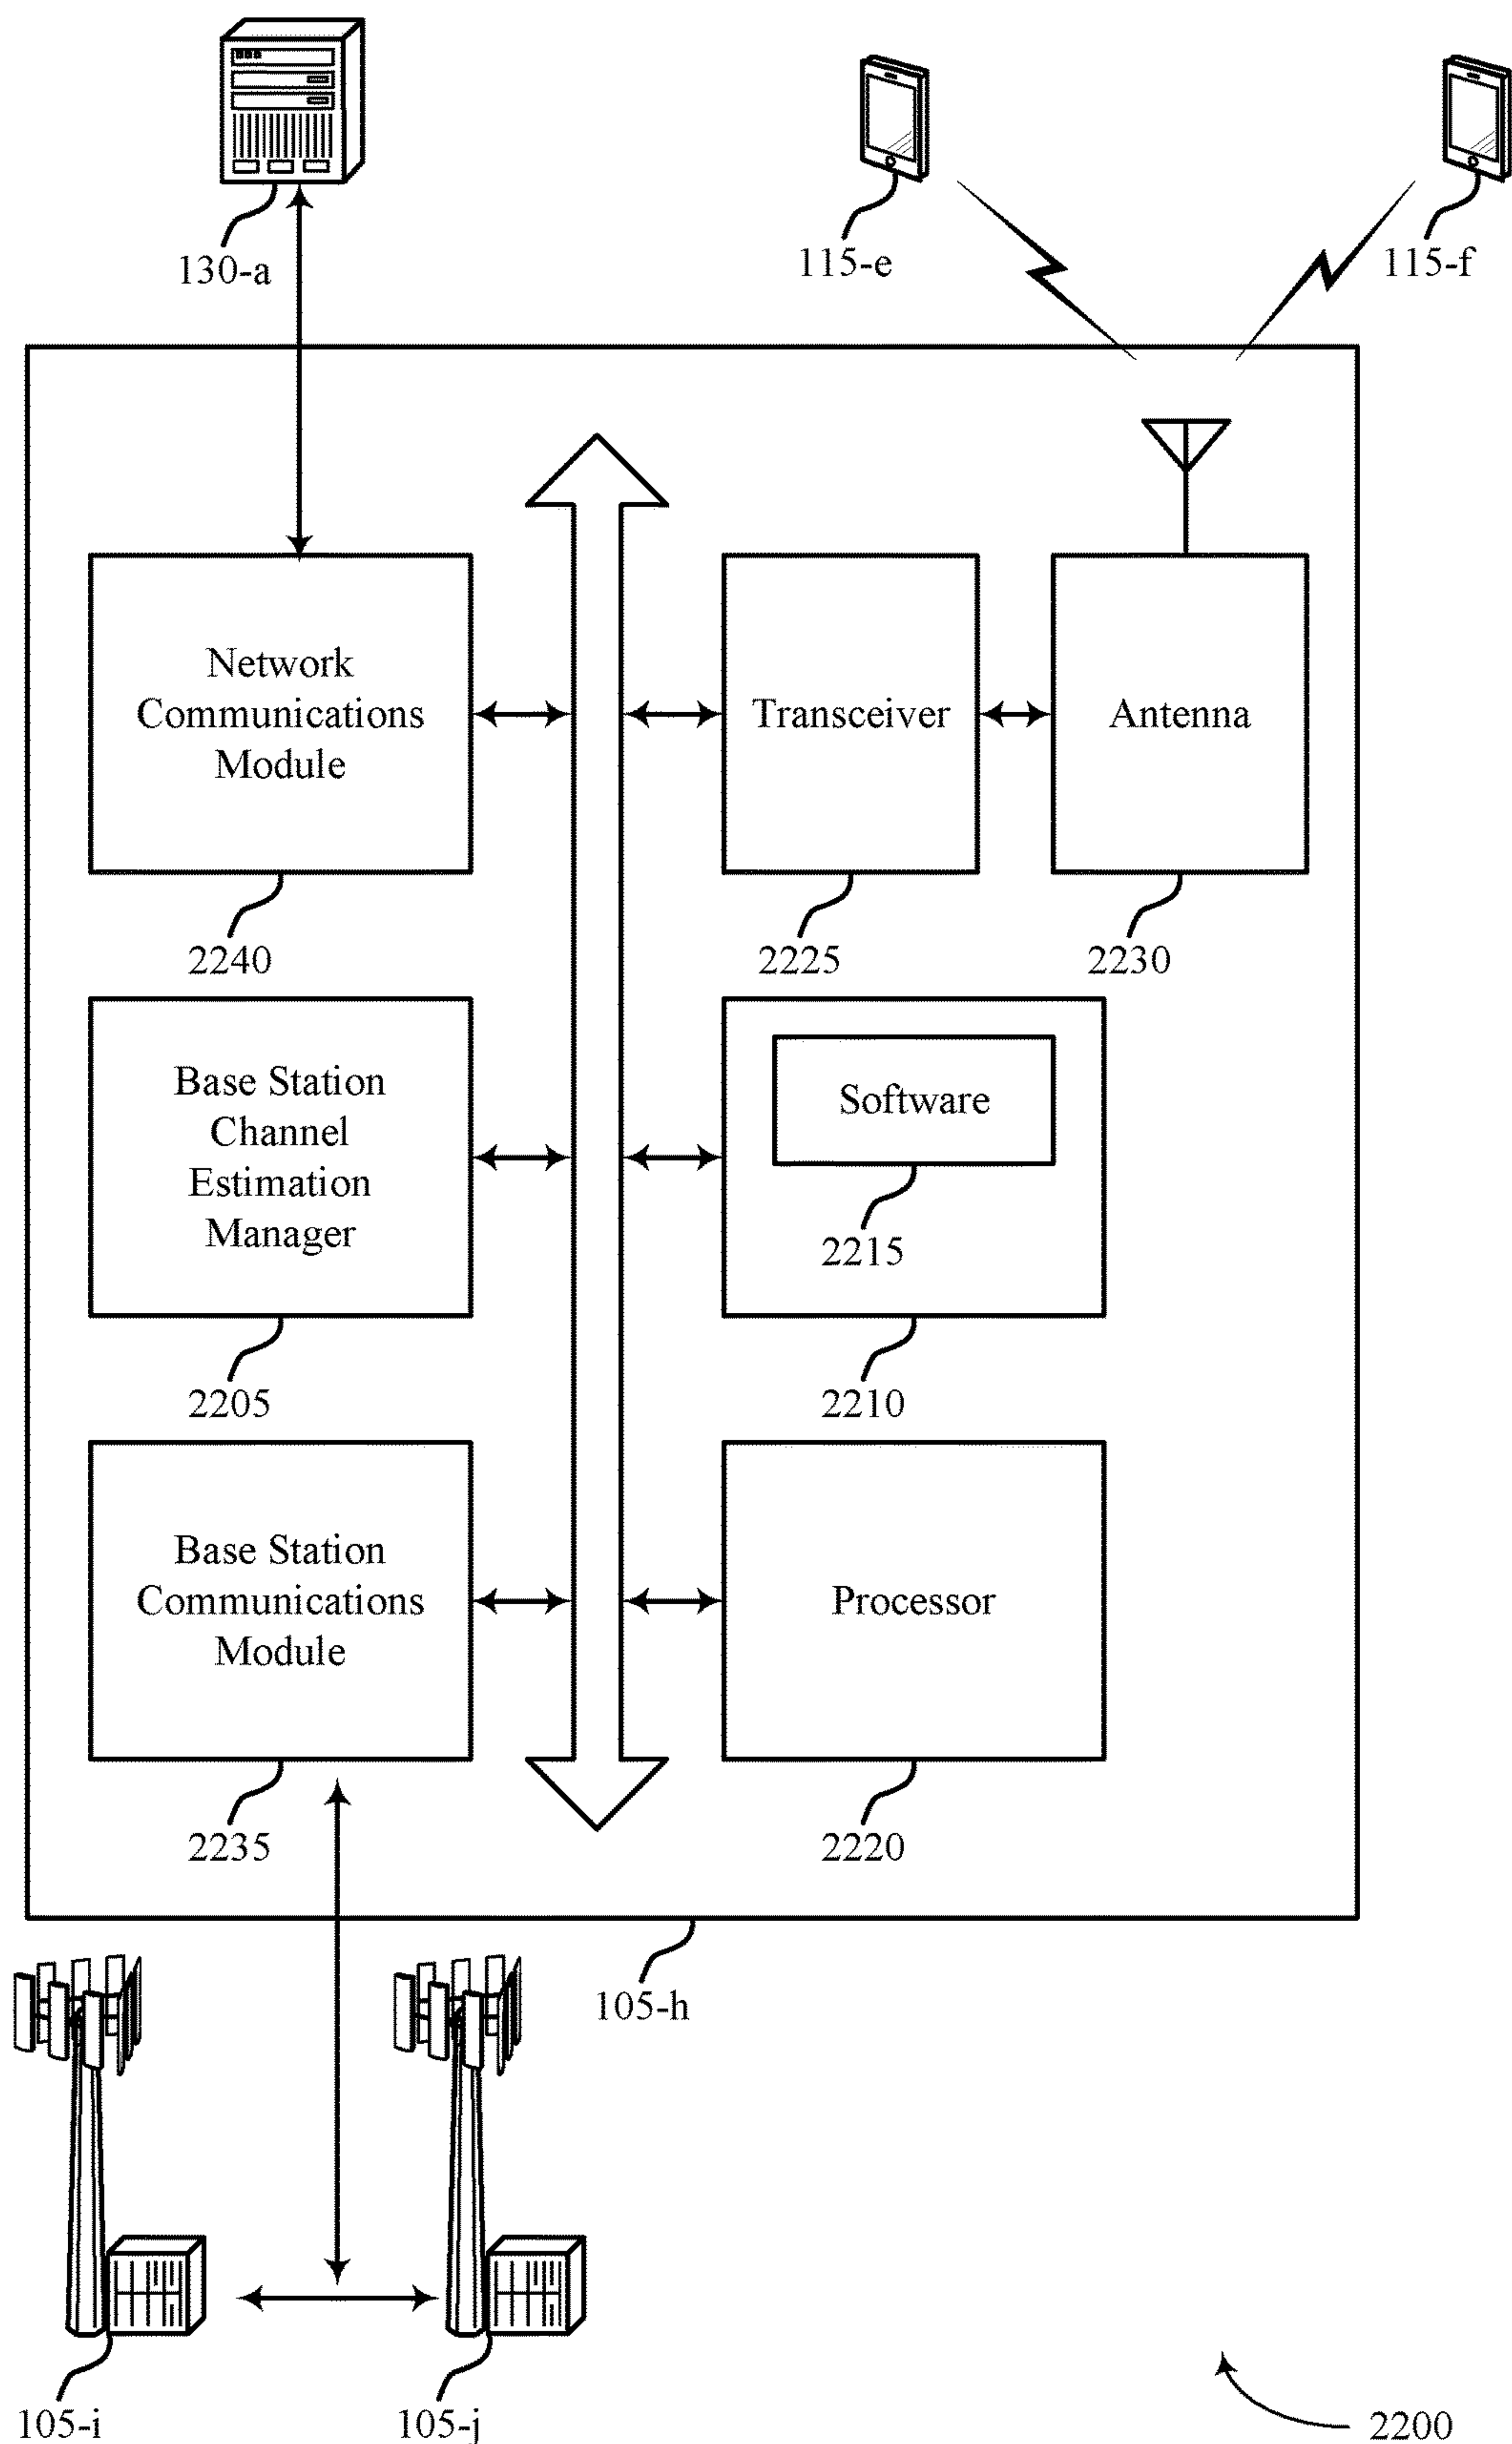 130-a
115-e
115-f
Network
Communications
Module
2240
Transceiver
2225
Antenna
2230
Base Station
Channel
Estimation
Manager
2205
Software
2215
2210
Base Station
Communications
Module
2235
Processor
2220
105-h
105-i
105-j
2200